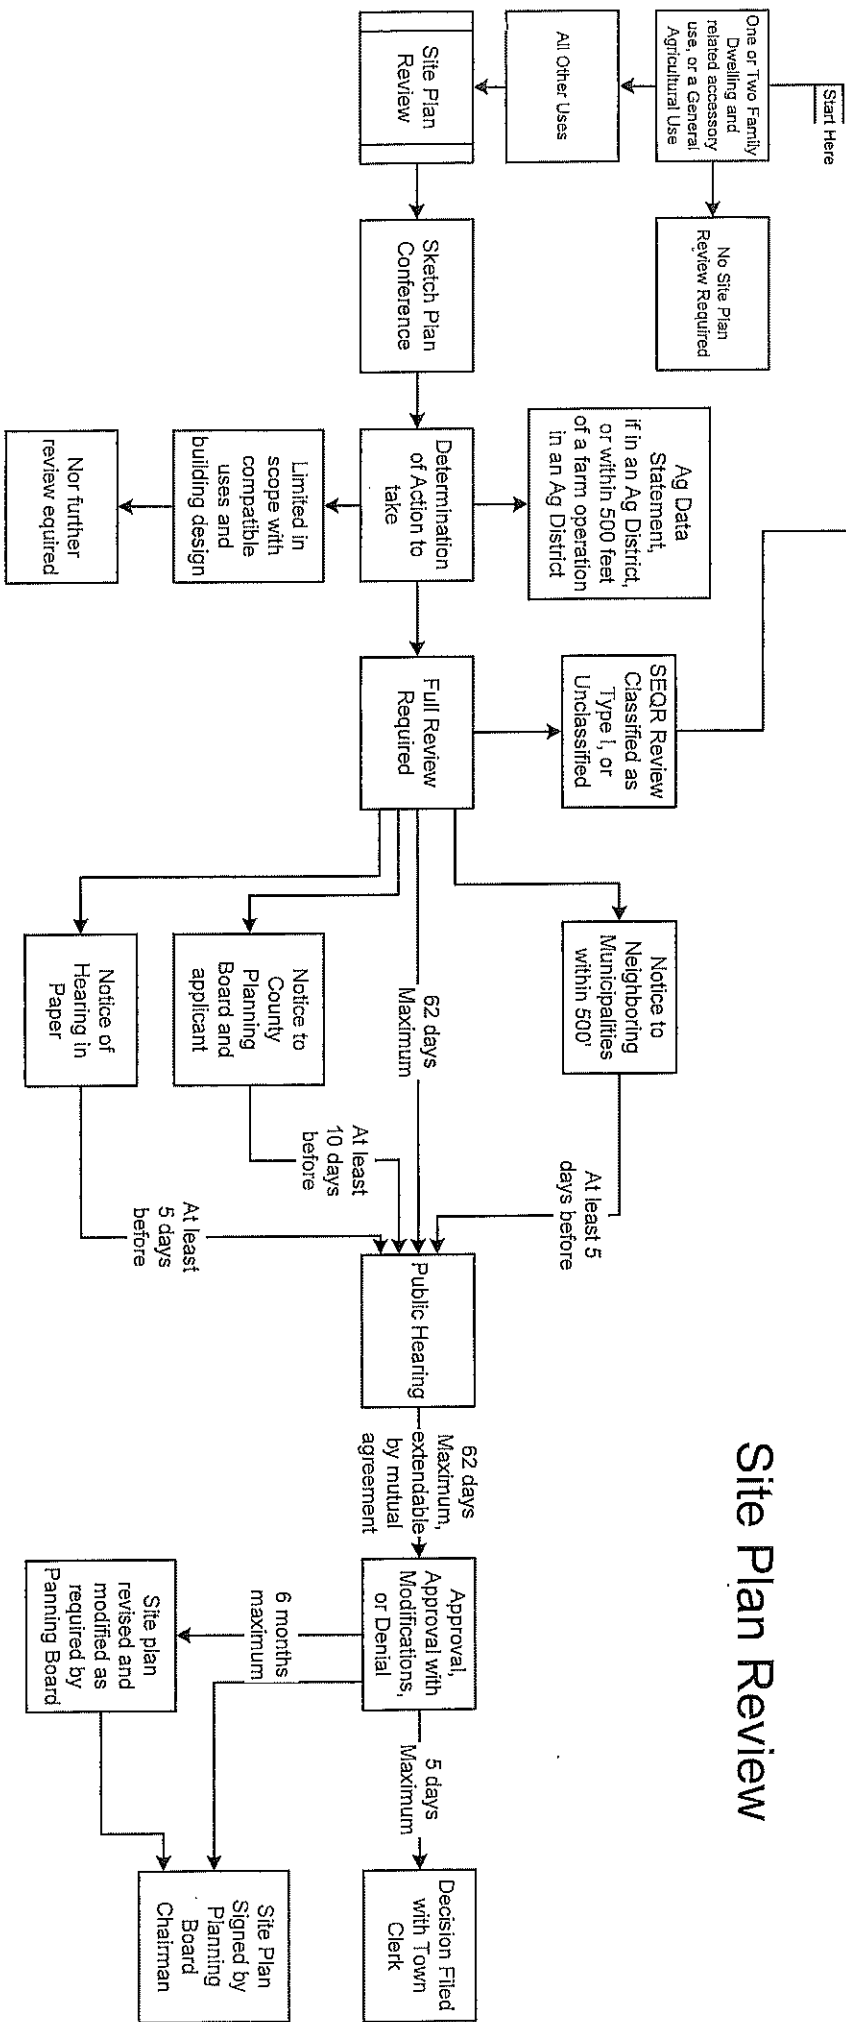 Site Plan Review
Start Here
One or Two Family
Dwelling and
related accessory
use, or a General
Agricultural Use
No Site Plan
Review Required
All Other Uses
Site Plan
Review
Sketch Plan
Conference
Ag Data
Statement,
if in an Ag District,
or within 500 feet
of a farm operation
in an Ag District
Determination
of Action to
take
Limited in
scope with
compatible
uses and
building design
Nor further
review equired
SEQR Review
Classified as
Type I, or
Unclassified
Full Review
Required
Notice to
Neighboring
Municipalities
within 500'
At least 5
days before
62 days
Maximum
Notice to
County
Planning
Board and
applicant
At least
10 days
before
Notice of
Hearing in
Paper
At least
5 days
before
Public Hearing
62 days
Maximum,
extendable
by mutual
agreement
Approval,
Approval with
Modifications,
or Denial
5 days
Maximum
Decision Filed
with Town
Clerk
6 months
maximum
Site plan
revised and
modified as
required by
Panning Board
Site Plan
Signed by
Planning
Board
Chairman